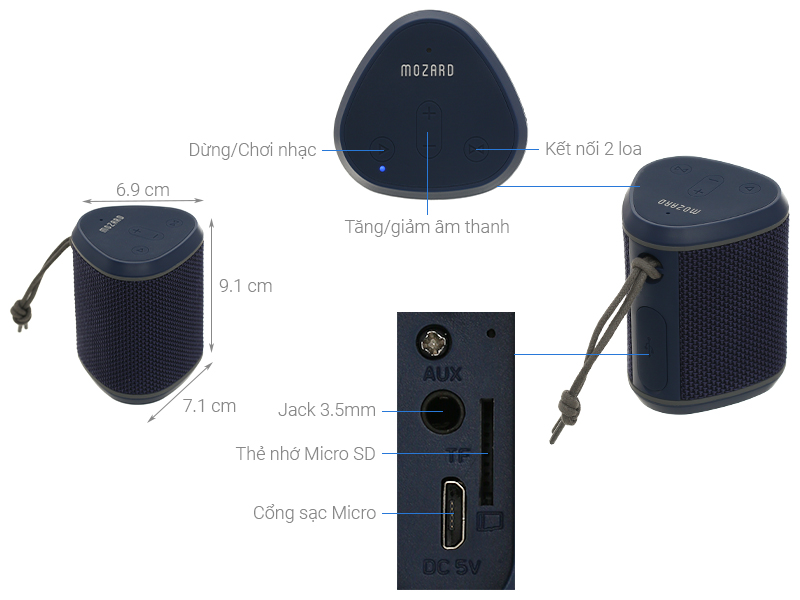 MOZARD
Dừng/Chơi nhạc
Kết nối 2 loa
Tăng/giảm âm thanh
6.9 cm
MOZARD
9.1 cm
7.1 cm
MOZARD
AUX
Jack 3.5mm
Thẻ nhớ Micro SD
TF
Cổng sạc Micro
DC 5V